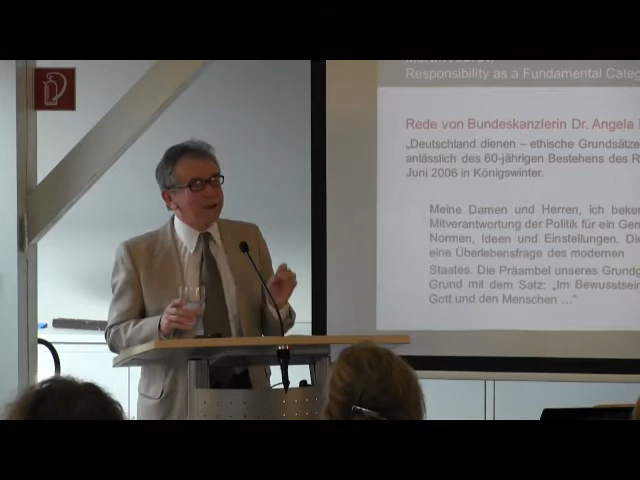 Responsibility as a Fundamental Categ
Rede von Bundeskanzlerin Dr. Angela
„Deutschland dienen – ethische Grundsätze
anlässlich des 60-jährigen Bestehens des R
Juni 2006 in Königswinter.
Meine Damen und Herren, ich beken
Mitverantwortung der Politik für ein Gen
Normen, Ideen und Einstellungen. Die
eine Überlebensfrage des modernen
Staates. Die Präambel unseres Grundg
Grund mit dem Satz: „Im Bewusstsein
Gott und den Menschen …"